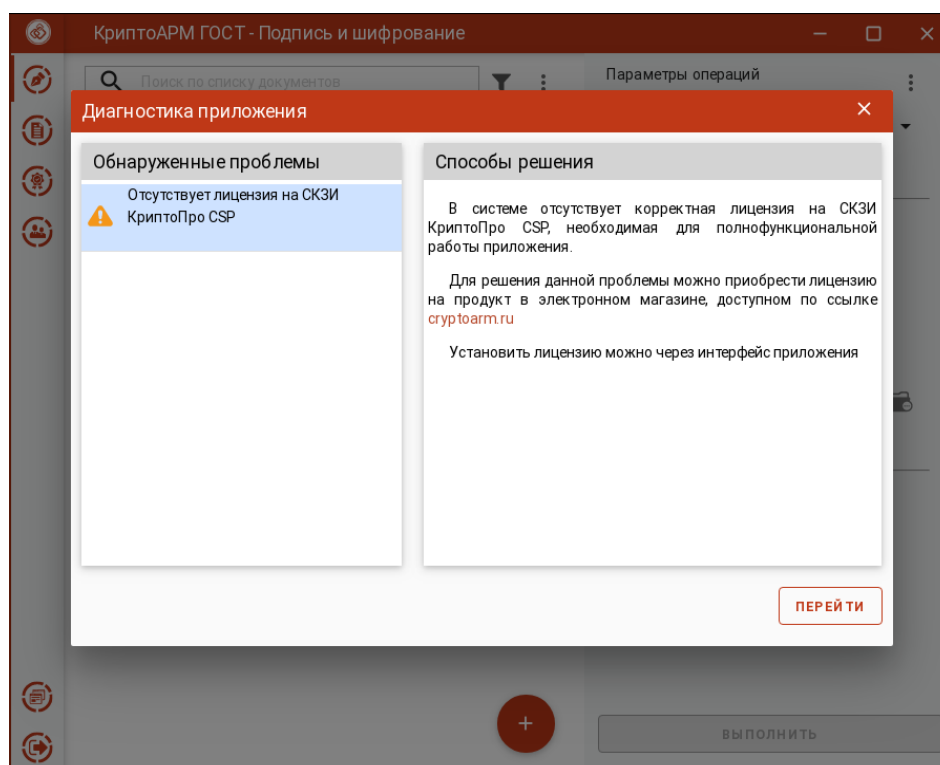 КриптоАРМ ГОСТ - Подпись и шифрование
Поиск по списку документов
Параметры операций
Диагностика приложения
Обнаруженные проблемы
Отсутствует лицензия на СКЗИ
КриптоПро CSP
Способы решения
В системе отсутствует корректная лицензия на СКЗИ
КриптоПро CSP, необходимая для полнофункциональной
работы приложения.
Для решения данной проблемы можно приобрести лицензию
на продукт в электронном магазине, доступном по ссылке
cryptoarm.ru
Установить лицензию можно через интерфейс приложения
ПЕРЕЙТИ
ВЫПОЛНИТЬ